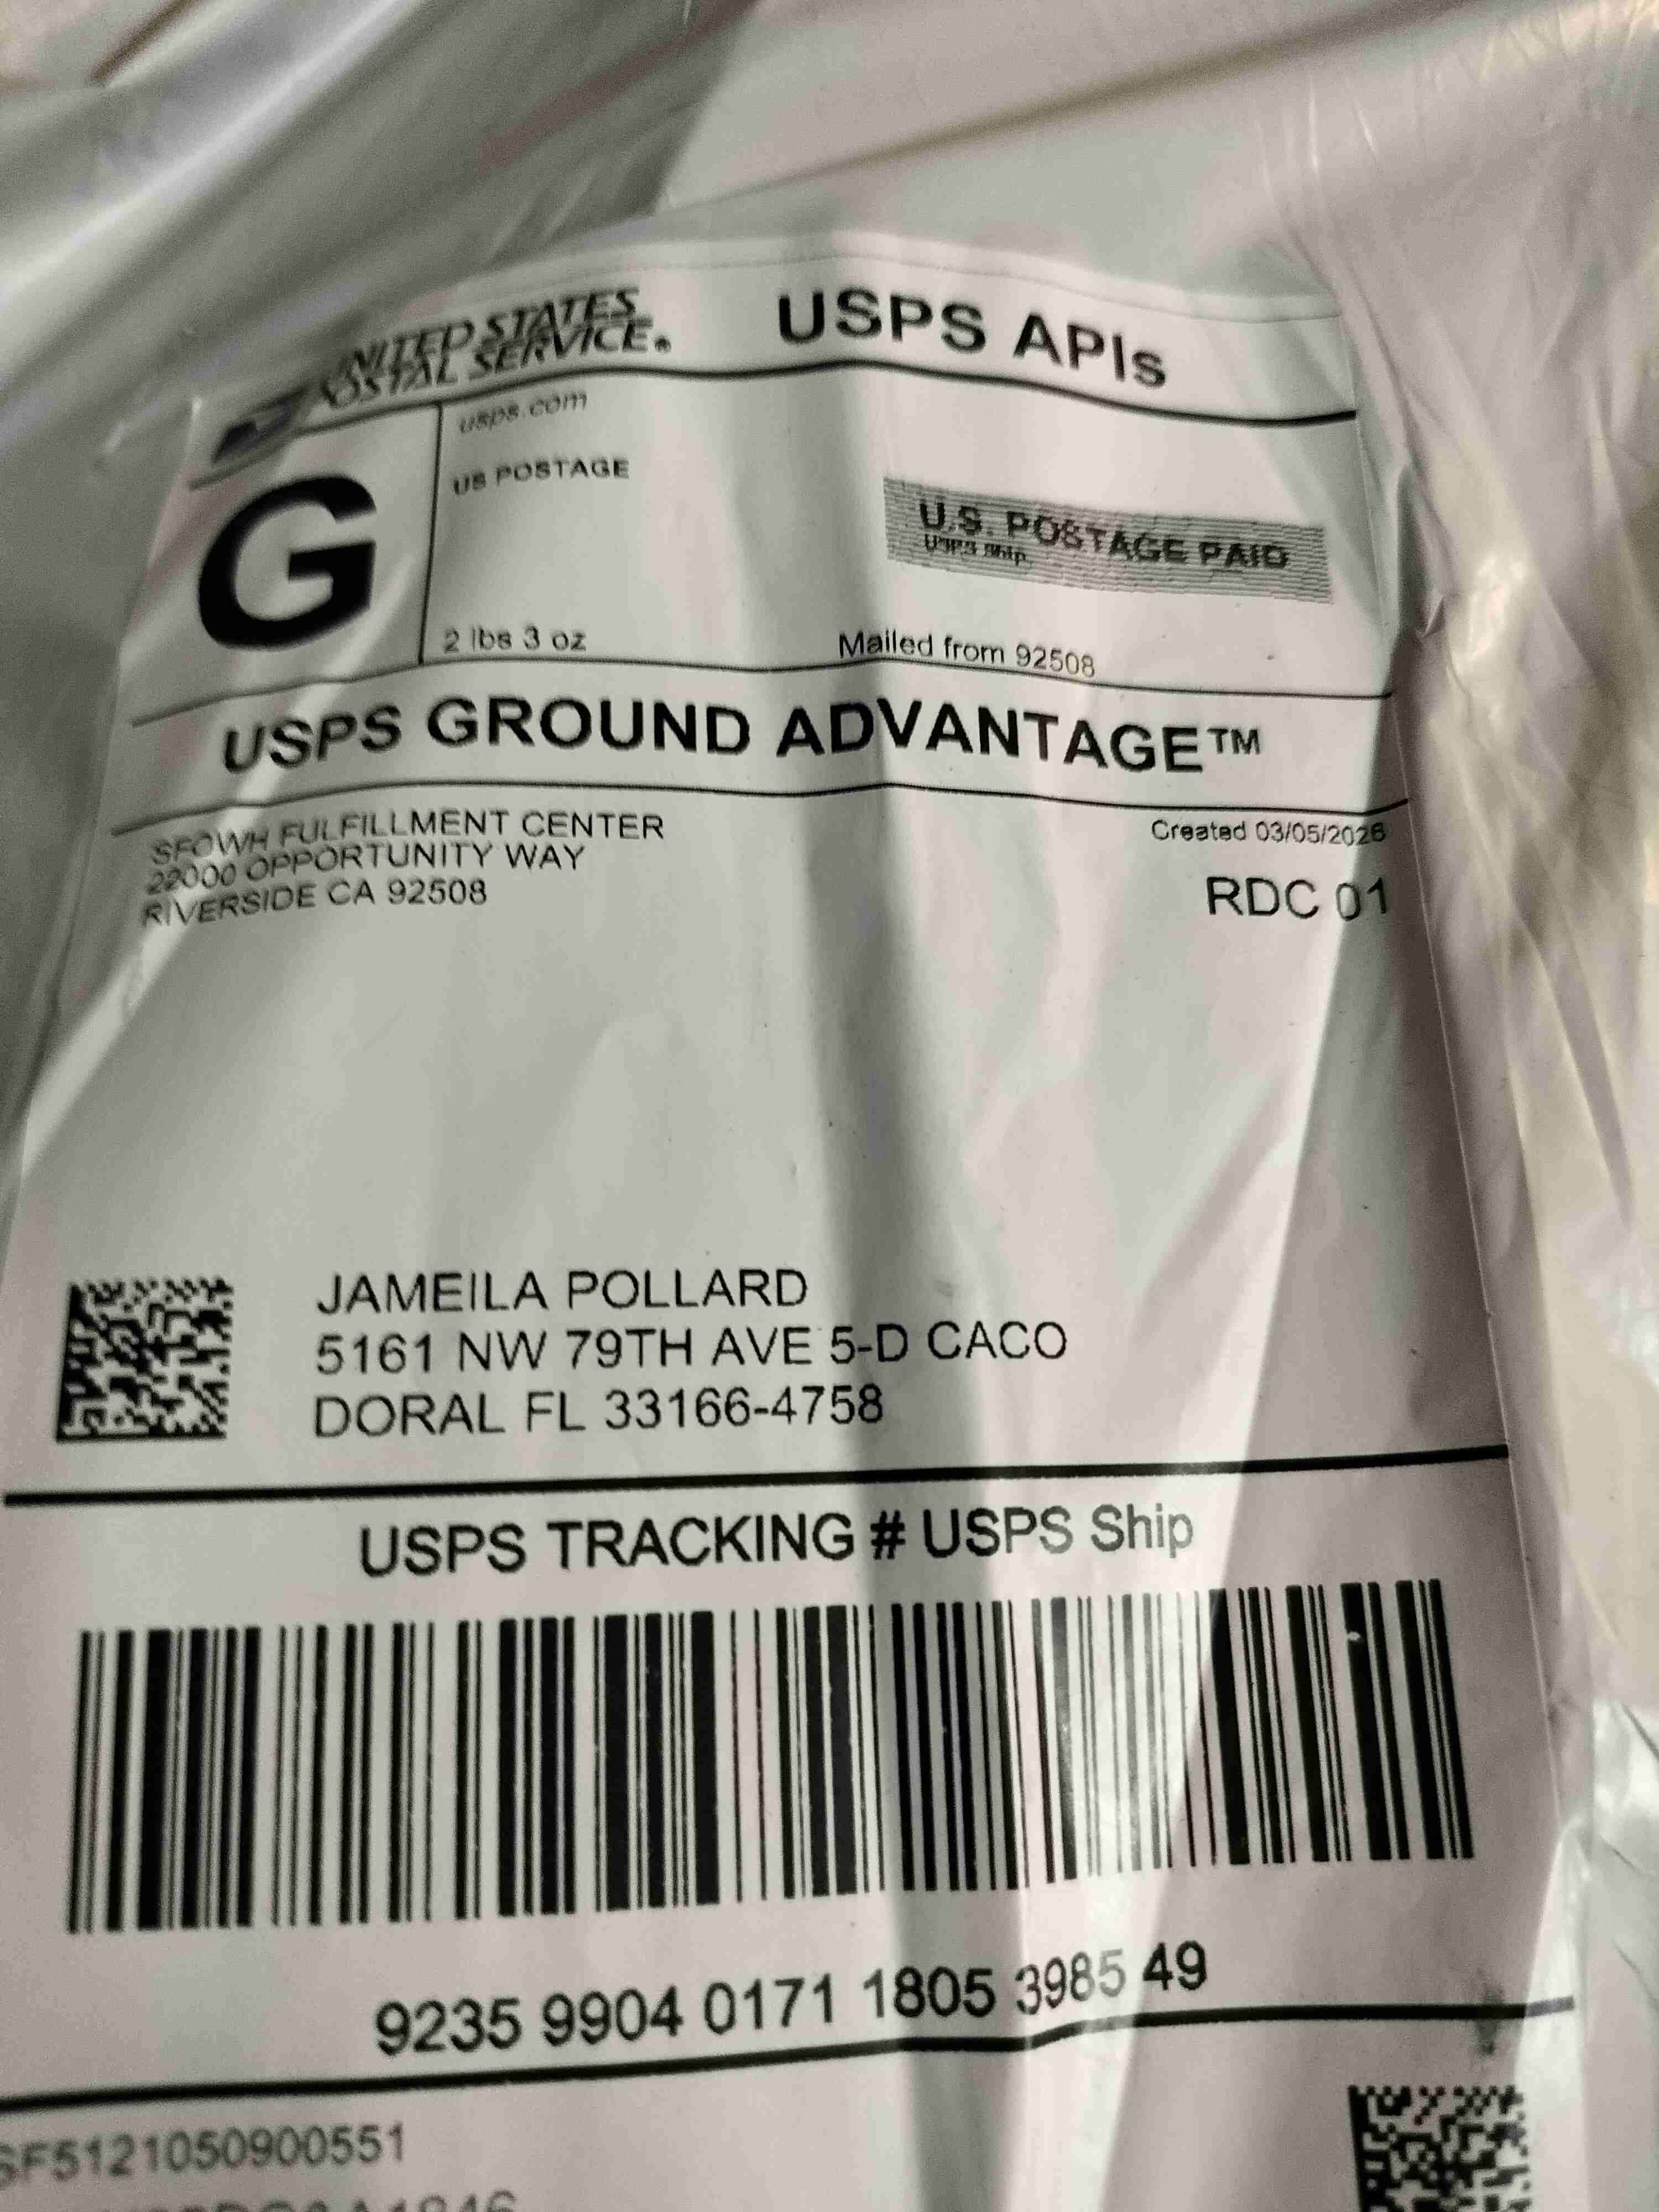 UNITED STATES
POSTAL SERVICE®
USPS APIs
usps.com
US POSTAGE
G
U.S. POSTAGE PAID
USPS Ship
2 lbs 3 oz
Mailed from 92508
USPS GROUND ADVANTAGE™
SFOWH FULFILLMENT CENTER
22000 OPPORTUNITY WAY
RIVERSIDE CA 92508
Created 03/05/2026
RDC 01
JAMEILA POLLARD
5161 NW 79TH AVE 5-D CACO
DORAL FL 33166-4758
USPS TRACKING # USPS Ship
9235 9904 0171 1805 3985 49
SF5121050900551